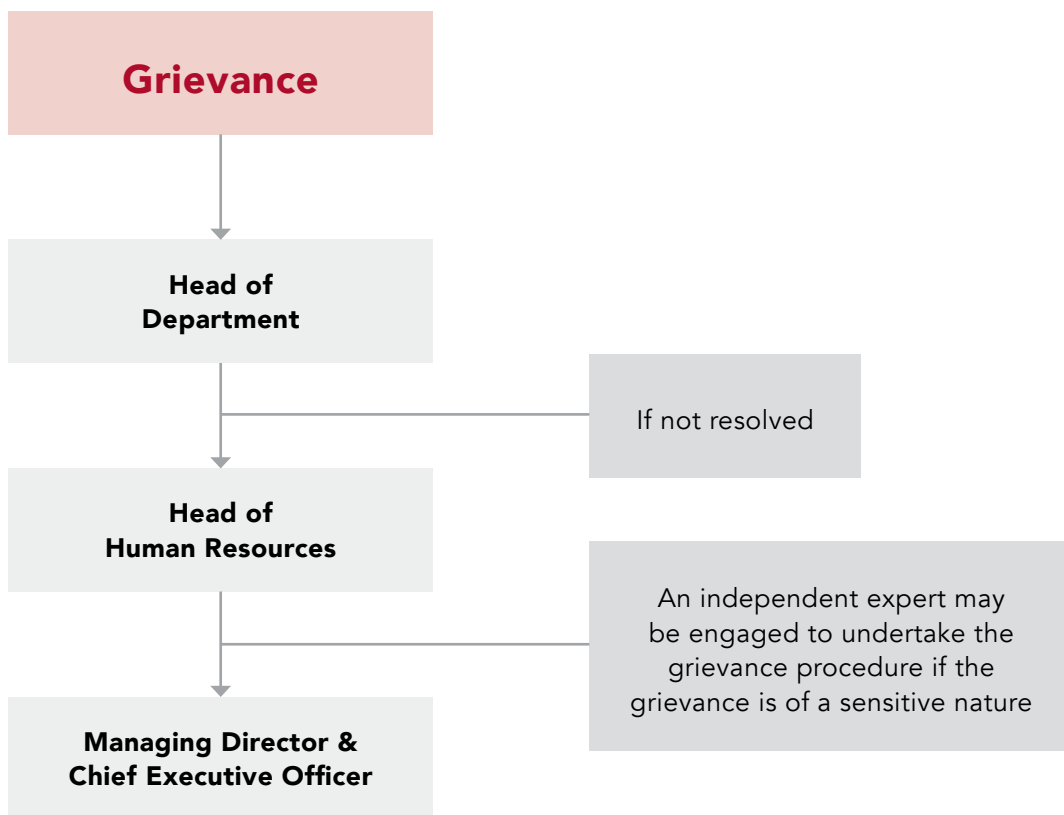 Grievance
Head of
Department
If not resolved
Head of
Human Resources
An independent expert may
be engaged to undertake the
grievance procedure if the
grievance is of a sensitive nature
Managing Director &
Chief Executive Officer